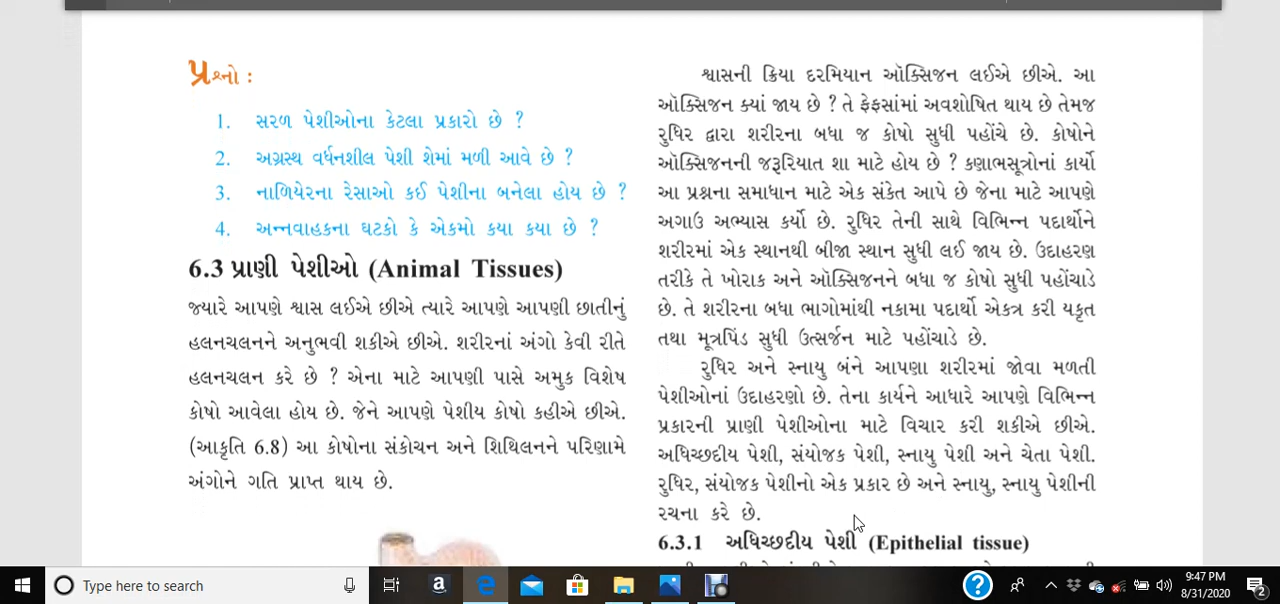 પ્રશ્નો :
1. સરળ પેશીઓના કેટલા પ્રકારો છે ?
2. અગ્રસ્થ વર્ધનશીલ પેશી શેમાં મળી આવે છે ?
3. નાળિયેરના રેસાઓ કઈ પેશીના બનેલા હોય છે ?
4. અન્નવાહકના ઘટકો કે એકમો કયા કયા છે ?
6.3 પ્રાણી પેશીઓ (Animal Tissues)
જ્યારે આપણે શ્વાસ લઈએ છીએ ત્યારે આપણે આપણી છાતીનું
હલનચલનને અનુભવી શકીએ છીએ. શરીરનાં અંગો કેવી રીતે
હલનચલન કરે છે ? એના માટે આપણી પાસે અમુક વિશેષ
કોષો આવેલા હોય છે. જેને આપણે પેશીય કોષો કહીએ છીએ.
(આકૃતિ 6.8) આ કોષોના સંકોચન અને શિથિલનને પરિણામે
અંગોને ગતિ પ્રાપ્ત થાય છે.
શ્વાસની ક્રિયા દરમિયાન ઑક્સિજન લઈએ છીએ. આ
ઑક્સિજન ક્યાં જાય છે ? તે ફેફસાંમાં અવશોષિત થાય છે તેમજ
રુધિર દ્વારા શરીરના બધા જ કોષો સુધી પહોંચે છે. કોષોને
ઑક્સિજનની જરૂરિયાત શા માટે હોય છે ? કણાભસૂત્રોનાં કાર્યો
આ પ્રશ્નના સમાધાન માટે એક સંકેત આપે છે જેના માટે આપણે
અગાઉ અભ્યાસ કર્યો છે. રુધિર તેની સાથે વિભિન્ન પદાર્થોને
શરીરમાં એક સ્થાનથી બીજા સ્થાન સુધી લઈ જાય છે. ઉદાહરણ
તરીકે તે ખોરાક અને ઑક્સિજનને બધા જ કોષો સુધી પહોંચાડે
છે. તે શરીરના બધા ભાગોમાંથી નકામા પદાર્થો એકત્ર કરી યકૃત
તથા મૂત્રપિંડ સુધી ઉત્સર્જન માટે પહોંચાડે છે.
રુધિર અને સ્નાયુ બંને આપણા શરીરમાં જોવા મળતી
પેશીઓનાં ઉદાહરણો છે. તેના કાર્યને આધારે આપણે વિભિન્ન
પ્રકારની પ્રાણી પેશીઓના માટે વિચાર કરી શકીએ છીએ.
અધિચ્છદીય પેશી, સંયોજક પેશી, સ્નાયુ પેશી અને ચેતા પેશી.
રુધિર, સંયોજક પેશીનો એક પ્રકાર છે અને સ્નાયુ, સ્નાયુ પેશીની
રચના કરે છે.
6.3.1 અધિચ્છદીય પેશી (Epithelial tissue)
Type here to search
9:47 PM
8/31/2020
2